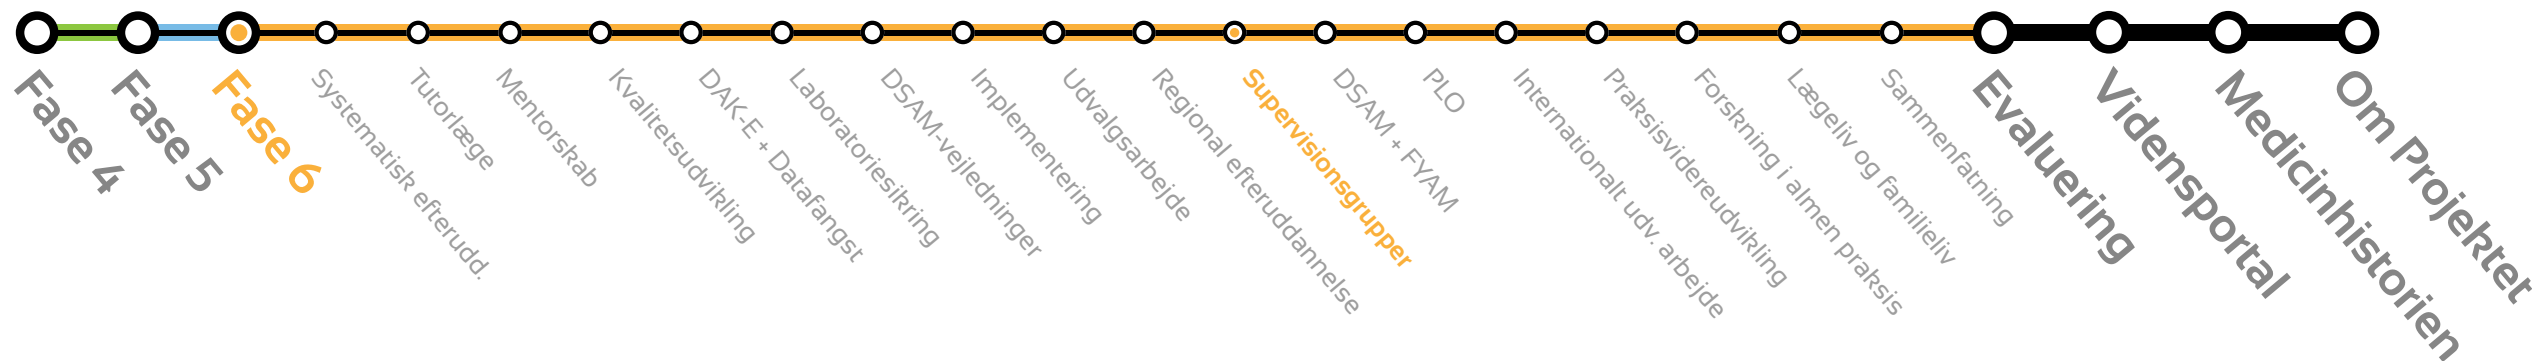 Fase 4
Fase 5
Fase 6
Systematisk efterudd.
Tutorlæge
Mentorskab
Kvalitetsudvikling
DAK-E + Datafangst
Laboratoriesikring
DSAM-vejledninger
Implementering
Udvalgsarbejde
Regional efteruddannelse
Supervisionsgrupper
DSAM + FYAM
PLO
Internationalt udv. arbejde
Praksisvidereudvikling
Forskning i almen praksis
Lægeliv og familieliv
Sammenfatning
Evaluering
Vidensportal
Medicinhistorien
Om Projektet